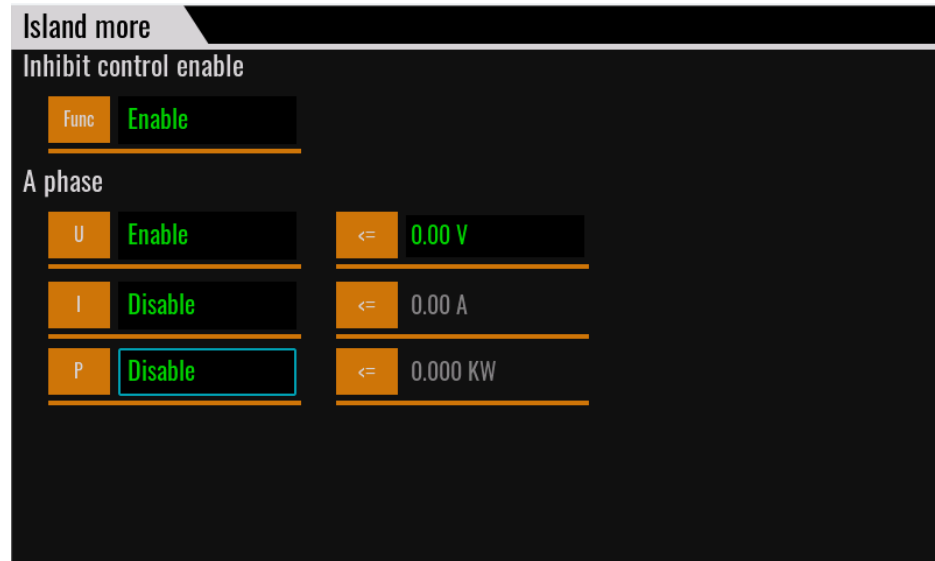 Island more
Inhibit control enable
Func Enable
A phase
U Enable <= 0.00 V
I Disable <= 0.00 A
P Disable <= 0.000 KW